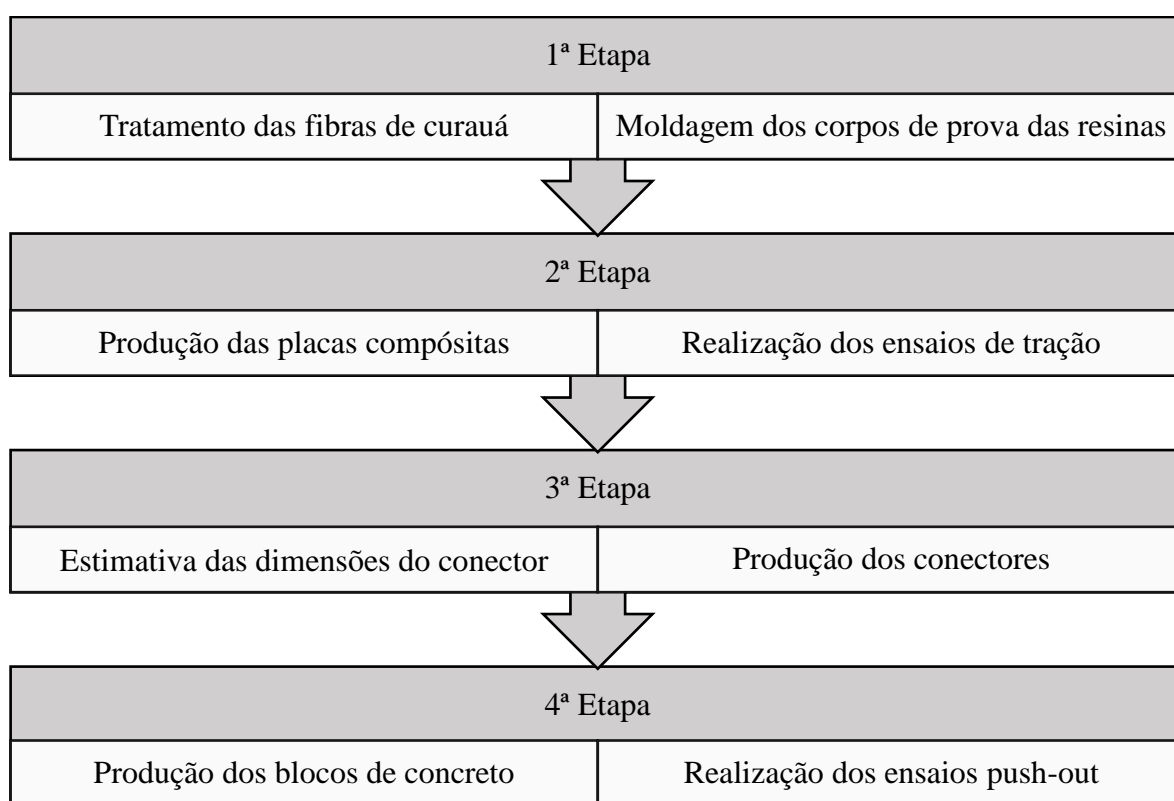 1ª Etapa
Tratamento das fibras de curauá
Moldagem dos corpos de prova das resinas
2ª Etapa
Produção das placas compósitas
Realização dos ensaios de tração
3ª Etapa
Estimativa das dimensões do conector
Produção dos conectores
4ª Etapa
Produção dos blocos de concreto
Realização dos ensaios push-out